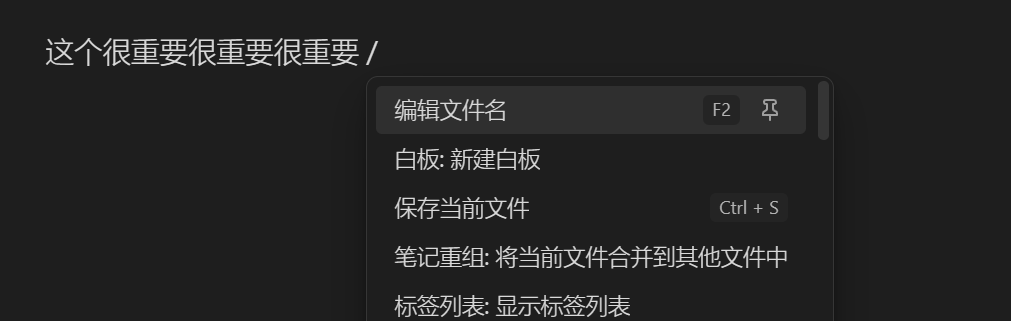 这个很重要很重要很重要 /
编辑文件名 F2
白板: 新建白板
保存当前文件 Ctrl + S
笔记重组: 将当前文件合并到其他文件中
标签列表: 显示标签列表